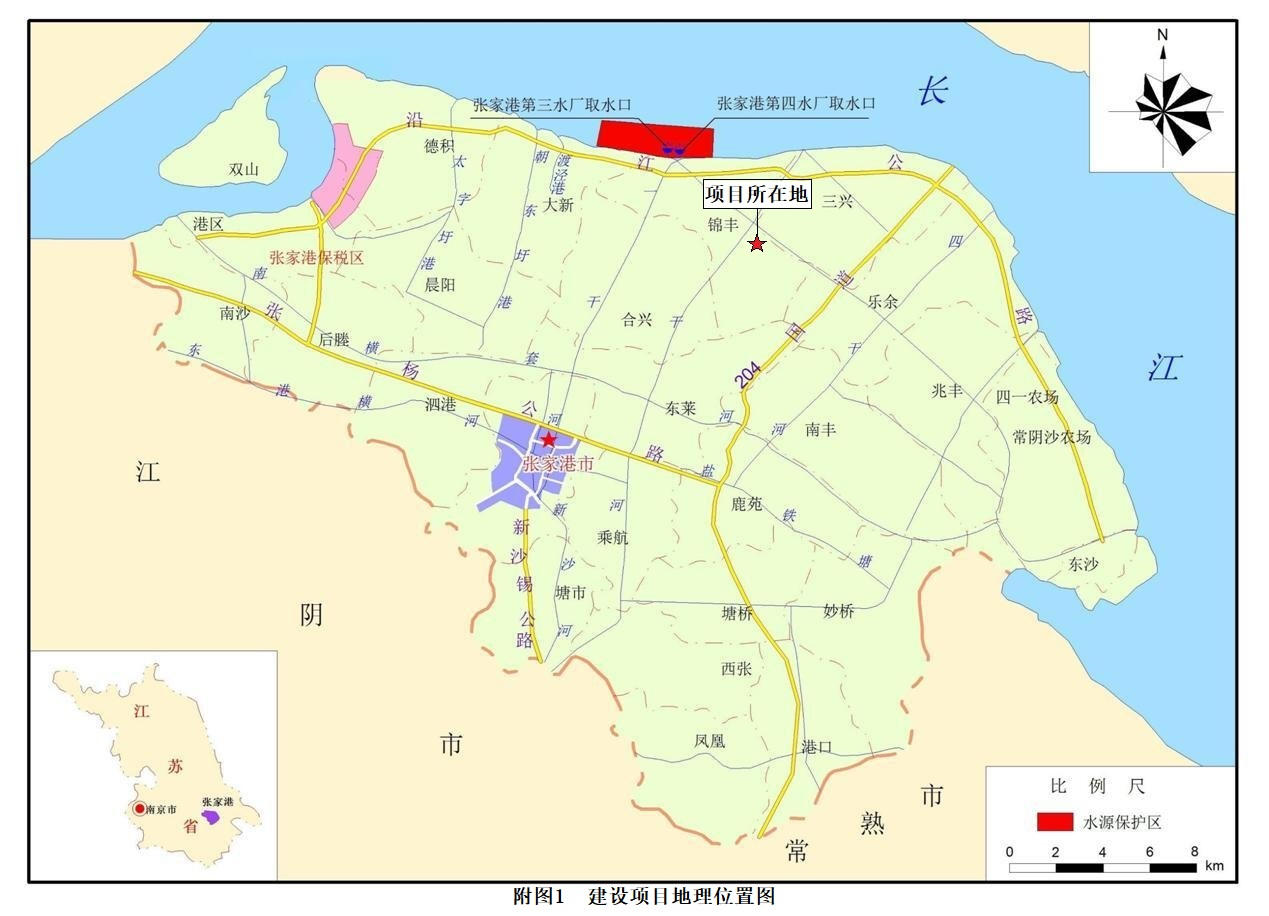 N
长
江
张家港第三水厂取水口
张家港第四水厂取水口
沿
江
公
路
德积
双山
太
字
圩
港
朝
东
圩
港
渡
泾
港
大新
一
干
河
项目所在地
锦丰
三兴
港区
张家港保税区
南
横
套
河
晨阳
南沙
张
杨
公
路
后塍
合兴
干
四
干
河
乐余
204
国
道
东
港
横
河
泗港
东莱
兆丰
四一农场
常阴沙农场
南丰
张家港市
盐
铁
塘
鹿苑
新
沙
锡
公
路
新
沙
河
河
乘航
塘市
塘桥
妙桥
东沙
西张
凤凰
港口
江
阴
市
常
熟
市
江
苏
省
南京市
张家港
比 例 尺
水源保护区
0 2 4 6 8 km
附图1 建设项目地理位置图